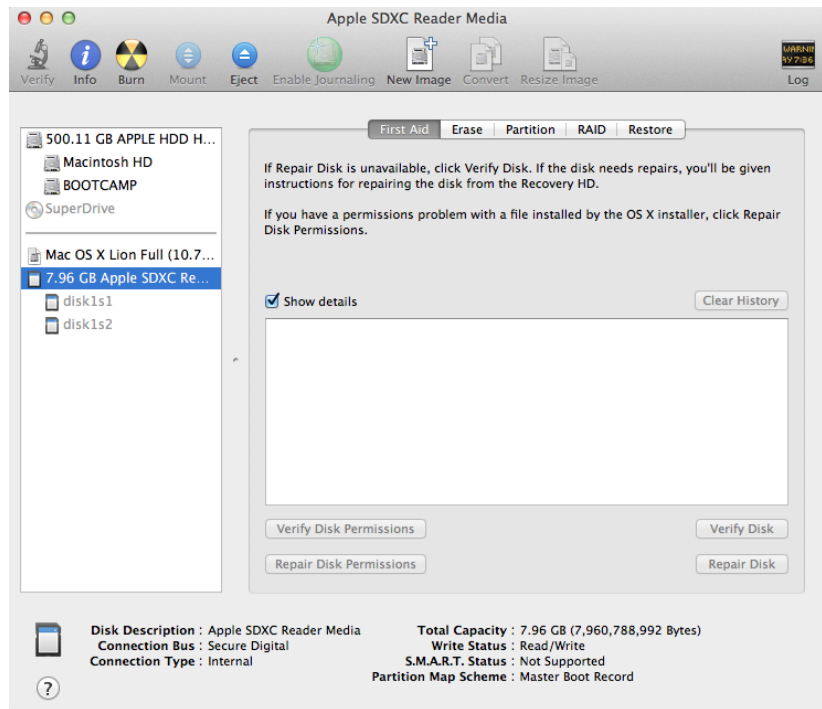 Apple SDXC Reader Media
Verify Info Burn Mount Eject Enable Journaling New Image Convert Resize Image Log
WARNIN
First Aid Erase Partition RAID Restore
500.11 GB APPLE HDD H...
Macintosh HD
BOOTCAMP
SuperDrive
Mac OS X Lion Full (10.7...
7.96 GB Apple SDXC Re...
disk1s1
disk1s2
If Repair Disk is unavailable, click Verify Disk. If the disk needs repairs, you'll be given
instructions for repairing the disk from the Recovery HD.
If you have a permissions problem with a file installed by the OS X installer, click Repair
Disk Permissions.
Show details
Clear History
Verify Disk Permissions
Verify Disk
Repair Disk Permissions
Repair Disk
Disk Description : Apple SDXC Reader Media
Connection Bus : Secure Digital
Connection Type : Internal
Total Capacity : 7.96 GB (7,960,788,992 Bytes)
Write Status : Read/Write
S.M.A.R.T. Status : Not Supported
Partition Map Scheme : Master Boot Record
?